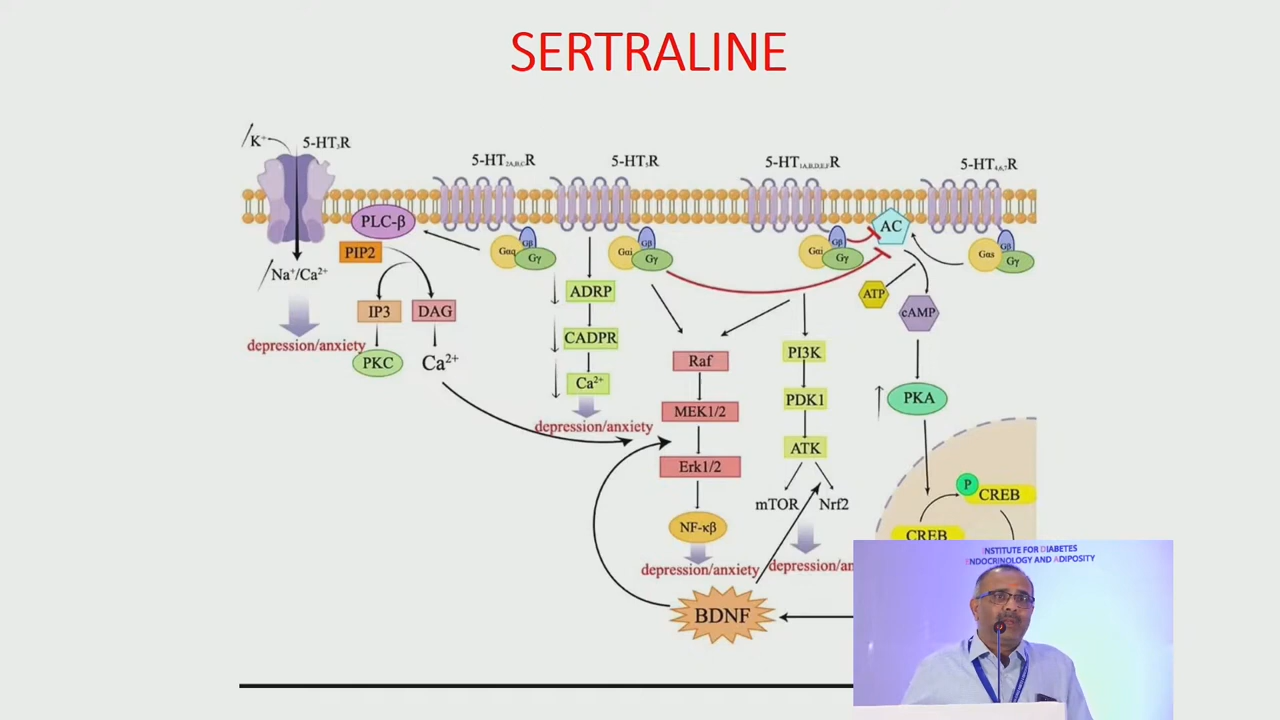 SERTRALINE
K⁺
5-HT₃R
5-HT₂A,B,CR
5-HT₅R
5-HT₁A,B,D,E,FR
5-HT₄,₆,₇R
PLC-β
PIP2
Gαq
Gβ
Gγ
Gαi
Gβ
Gγ
Gαi
Gβ
Gγ
AC
Gαs
Gβ
Gγ
Na⁺/Ca²⁺
IP3
DAG
ADRP
ATP
cAMP
depression/anxiety
PKC
Ca²⁺
CADPR
Raf
PI3K
Ca²⁺
MEK1/2
PDK1
PKA
depression/anxiety
Erk1/2
ATK
mTOR
Nrf2
P
CREB
NF-κβ
CREB
depression/anxiety
depression/an
BDNF
INSTITUTE FOR DIABETES
ENDOCRINOLOGY AND ADIPOSITY